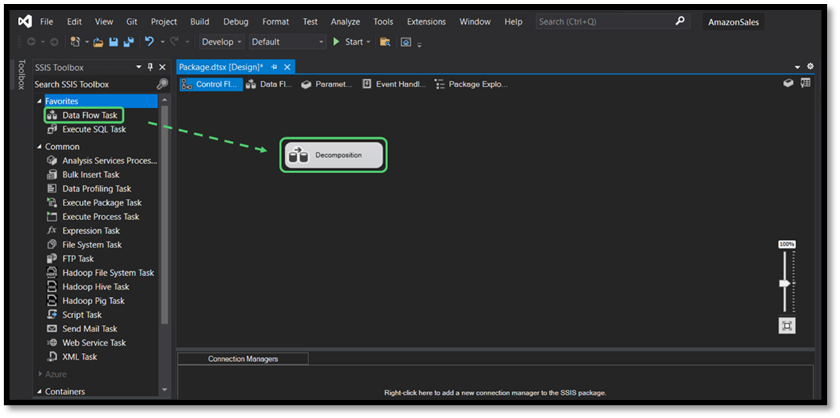 File Edit View Git Project Build Debug Format Test Analyze Tools Extensions Window Help Search (Ctrl+Q) AmazonSales
Develop Default Start
Toolbox
SSIS Toolbox
Package.dtsx [Design]*
Search SSIS Toolbox
Control Fl... Data Fl... Paramet... Event Handl... Package Explo...
Favorites
Data Flow Task
Execute SQL Task
Common
Analysis Services Proces...
Bulk Insert Task
Data Profiling Task
Execute Package Task
Execute Process Task
Expression Task
File System Task
FTP Task
Hadoop File System Task
Hadoop Hive Task
Hadoop Pig Task
Script Task
Send Mail Task
Web Service Task
XML Task
Azure
Containers
Decomposition
100%
Connection Managers
Right-click here to add a new connection manager to the SSIS package.